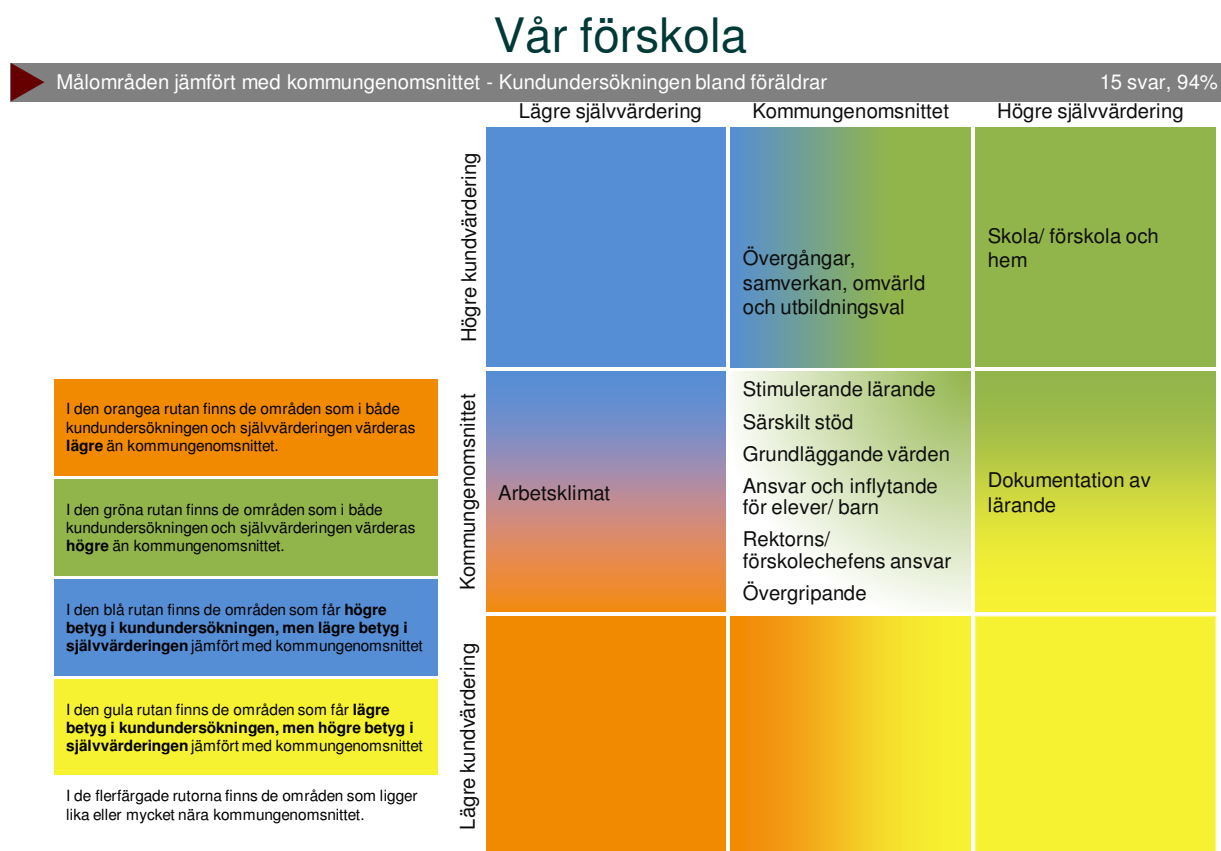 Vår förskola
Målområden jämfört med kommungenomsnittet - Kundundersökningen bland föräldrar 15 svar, 94%
Lägre självvärdering Kommungenomsnittet Högre självvärdering
Högre kundvärdering
Övergångar,
samverkan, omvärld
och utbildningsval
Skola/ förskola och
hem
Kommungenomsnittet
Arbetsklimat
Stimulerande lärande
Särskilt stöd
Grundläggande värden
Ansvar och inflytande
för elever/ barn
Rektorns/
förskolechefens ansvar
Övergripande
Dokumentation av
lärande
Lägre kundvärdering
I den orangea rutan finns de områden som i både
kundundersökningen och självvärderingen värderas
lägre än kommungenomsnittet.
I den gröna rutan finns de områden som i både
kundundersökningen och självvärderingen värderas
högre än kommungenomsnittet.
I den blå rutan finns de områden som får högre
betyg i kundundersökningen, men lägre betyg i
självvärderingen jämfört med kommungenomsnittet
I den gula rutan finns de områden som får lägre
betyg i kundundersökningen, men högre betyg i
självvärderingen jämfört med kommungenomsnittet
I de flerfärgade rutorna finns de områden som ligger
lika eller mycket nära kommungenomsnittet.